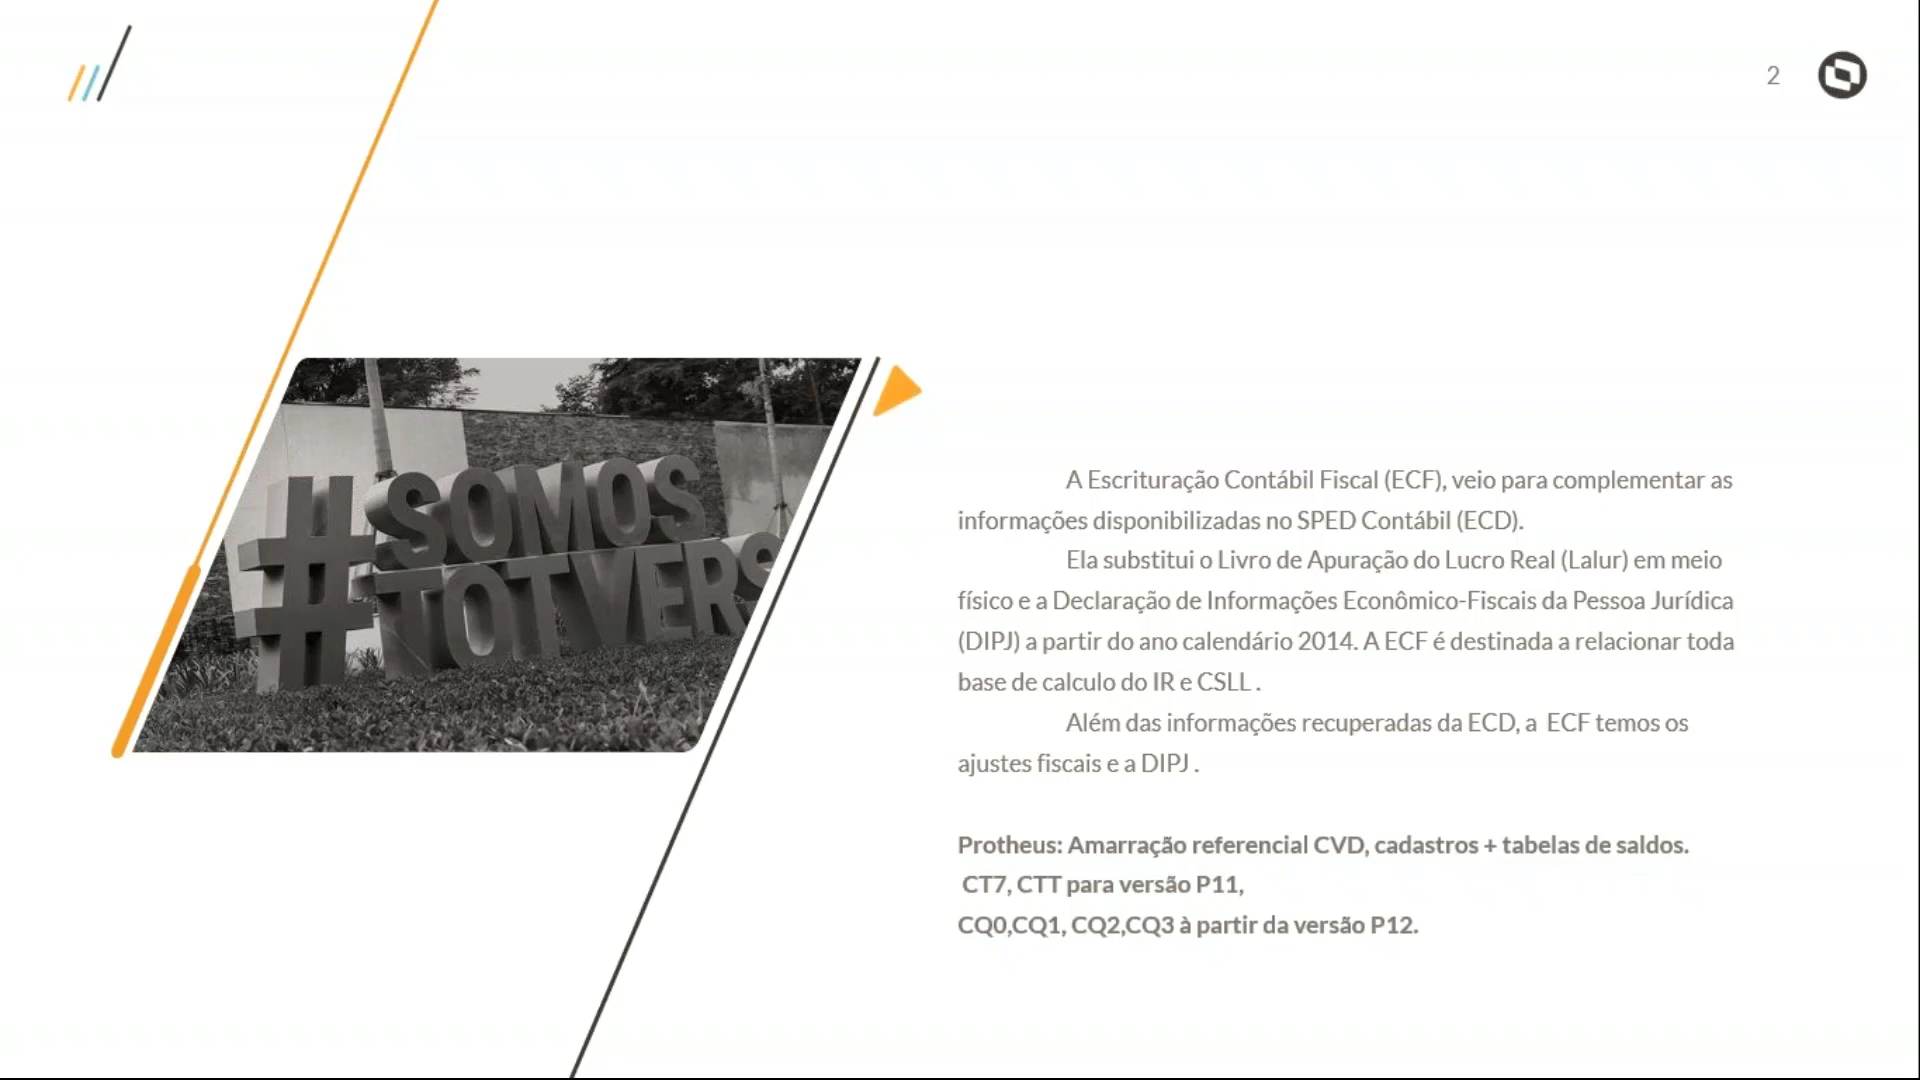 2
#SOMOS
#TOTVERS
A Escrituração Contábil Fiscal (ECF), veio para complementar as
informações disponibilizadas no SPED Contábil (ECD).
Ela substitui o Livro de Apuração do Lucro Real (Lalur) em meio
físico e a Declaração de Informações Econômico-Fiscais da Pessoa Jurídica
(DIPJ) a partir do ano calendário 2014. A ECF é destinada a relacionar toda
base de calculo do IR e CSLL .
Além das informações recuperadas da ECD, a  ECF temos os
ajustes fiscais e a DIPJ .
Protheus: Amarração referencial CVD, cadastros + tabelas de saldos.
CT7, CTT para versão P11,
CQ0,CQ1, CQ2,CQ3 à partir da versão P12.